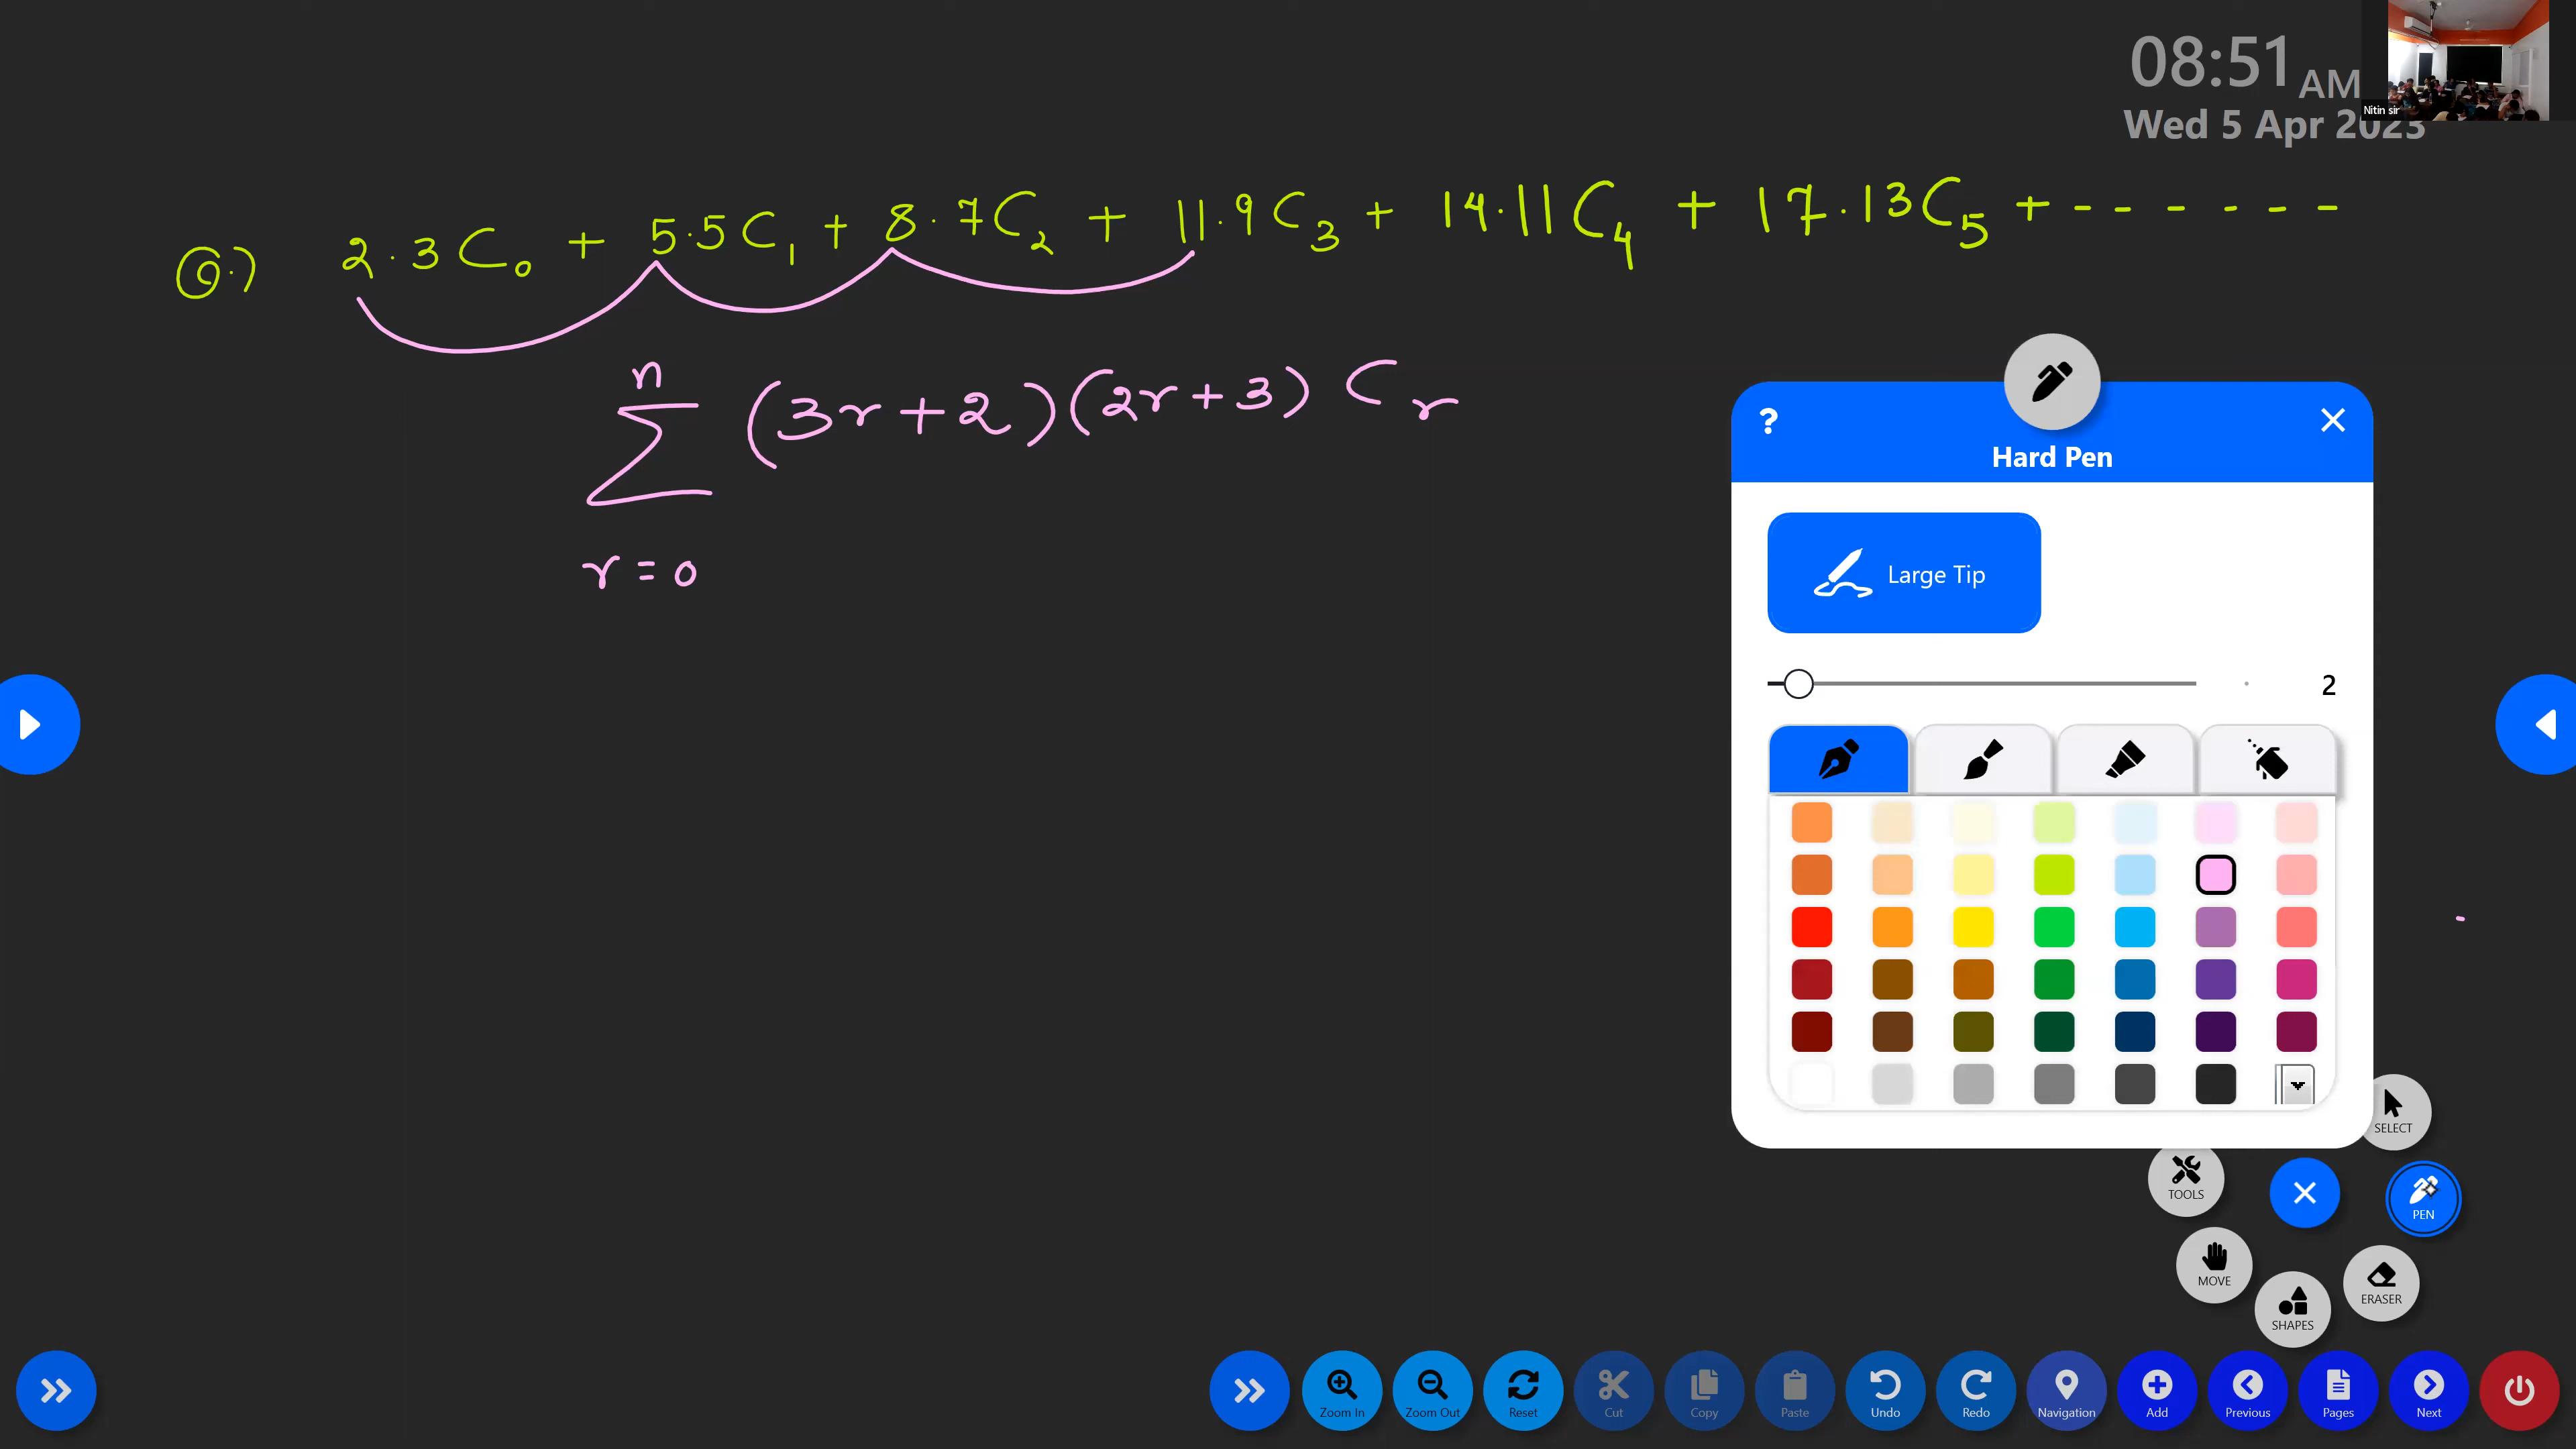 08:51 AM
Nitin sir
Wed 5 Apr 2023
Q.) 2.3C₀ + 5.5C₁ + 8.7C₂ + 11.9C₃ + 14.11C₄ + 17.13C₅ + - - - - - -
n
∑ (3r+2)(2r+3) Cᵣ
r=0
?
Hard Pen
Large Tip
2
SELECT
TOOLS
PEN
MOVE
ERASER
SHAPES
Zoom In Zoom Out Reset Cut Copy Paste Undo Redo Navigation Add Previous Pages Next